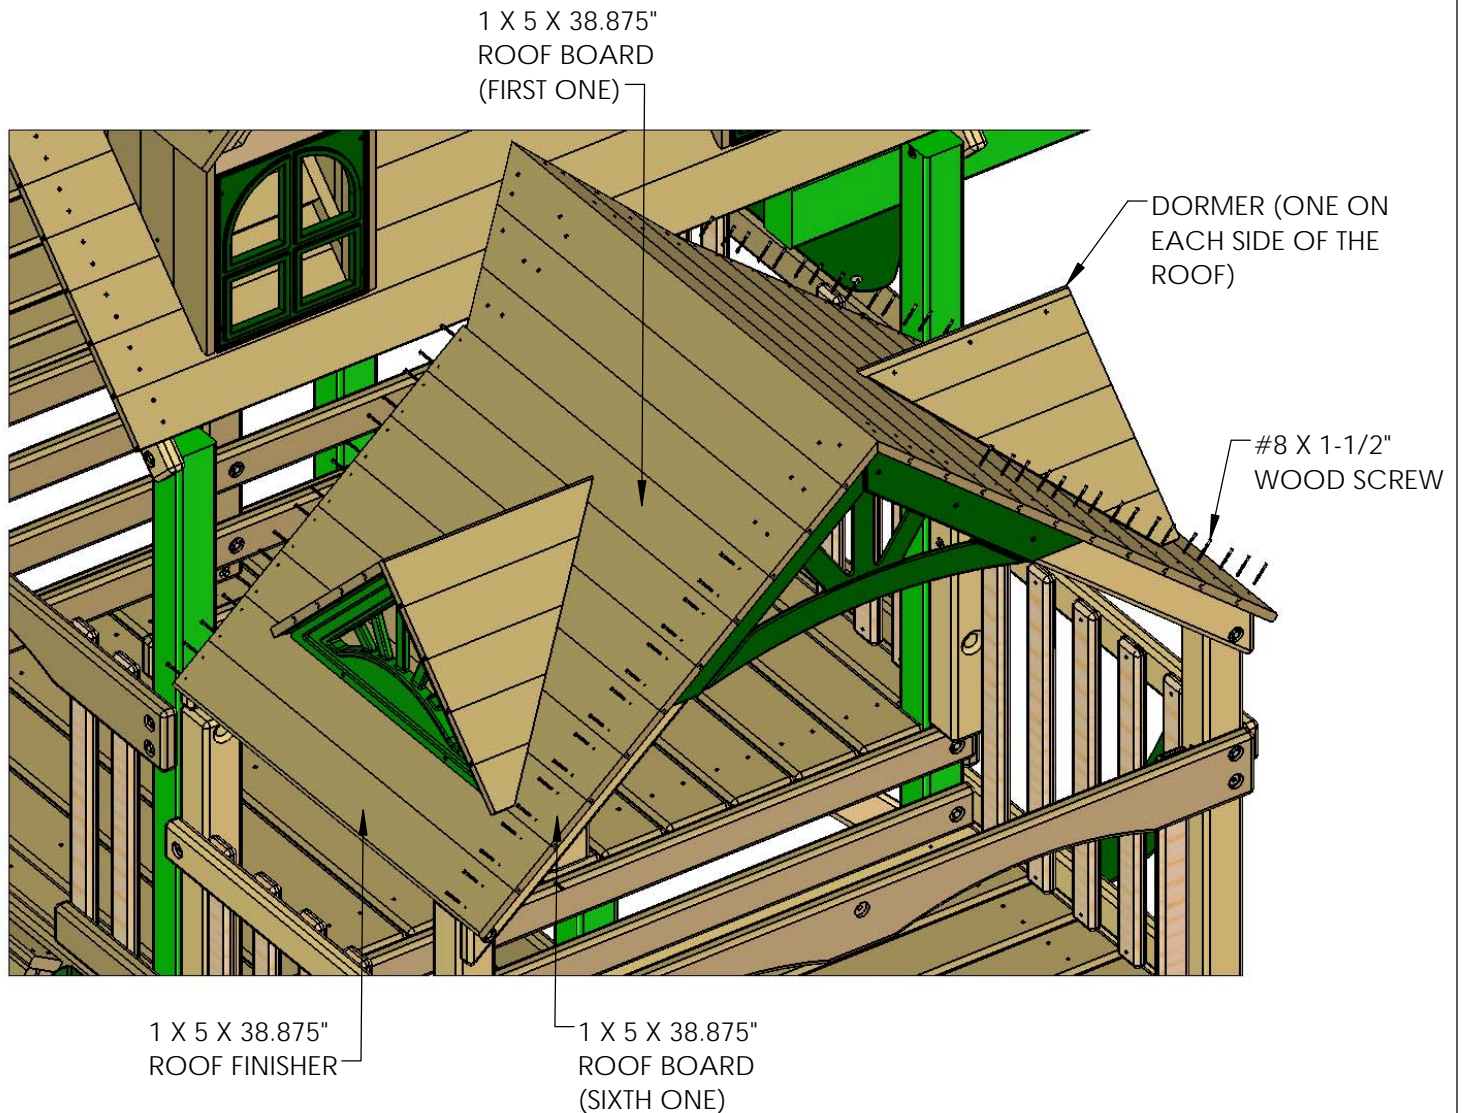 1 X 5 X 38.875"
ROOF BOARD
(FIRST ONE)
DORMER (ONE ON
EACH SIDE OF THE
ROOF)
#8 X 1-1/2"
WOOD SCREW
1 X 5 X 38.875"
ROOF FINISHER
1 X 5 X 38.875"
ROOF BOARD
(SIXTH ONE)